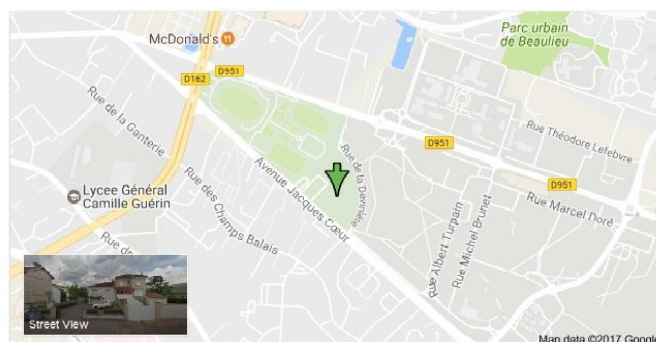 Parc urbain
de Beaulieu
McDonald's
D162
D951
Rue de la Ganterie
D951
Rue Théodore Lefebvre
Rue de la Devinière
Avenue Jacques Cœur
D951
Rue Marcel Doré
Lycee Général
Camille Guérin
Rue des Champs Balais
Rue Albert Turpain
Rue Michel Brunet
Rue de
Street View
Map data ©2017 Google